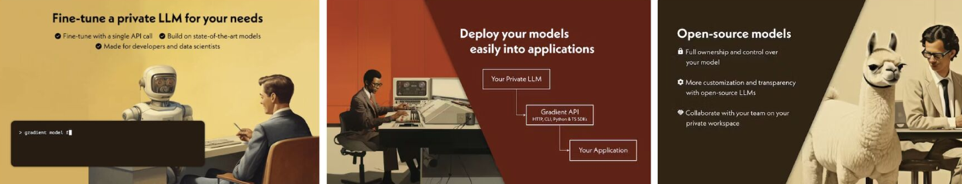 Fine-tune a private LLM for your needs
Fine-tune with a single API call Build on state-of-the-art models
Made for developers and data scientists
> gradient model f
Deploy your models
easily into applications
Your Private LLM
Gradient API
HTTP, CLI, Python & TS SDKs
Your Application
Open-source models
Full ownership and control over
your model
More customization and transparency
with open-source LLMs
Collaborate with your team on your
private workspace